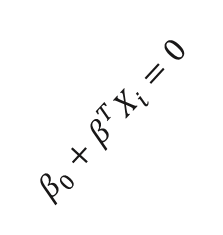 β₀ + βᵀXᵢ = 0